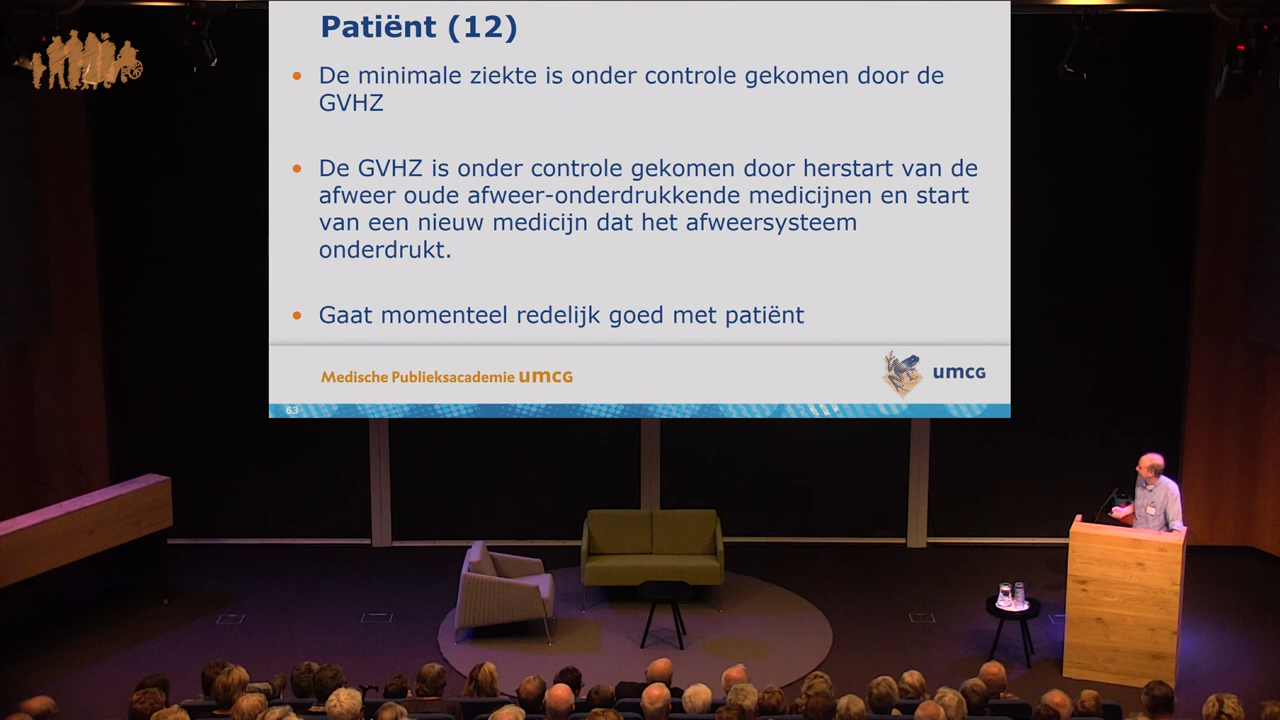 Patiënt (12)
De minimale ziekte is onder controle gekomen door de
GVHZ
De GVHZ is onder controle gekomen door herstart van de
afweer oude afweer-onderdrukkende medicijnen en start
van een nieuw medicijn dat het afweersysteem
onderdrukt.
Gaat momenteel redelijk goed met patiënt
Medische Publieksacademie umcg
umcg
63